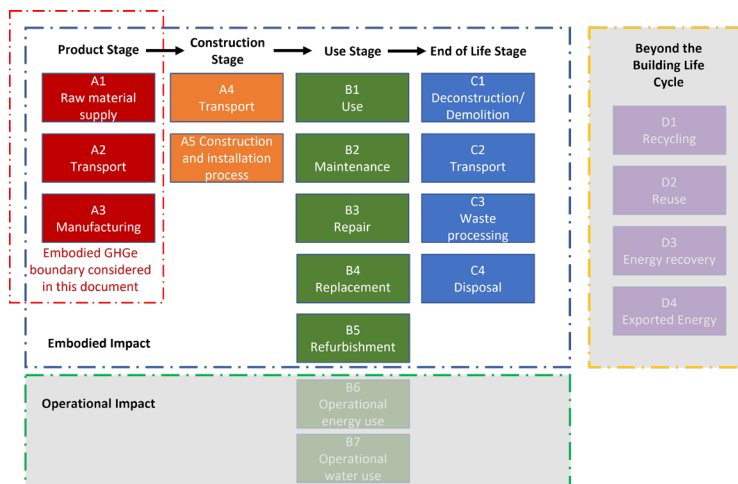 Product Stage
Construction
Stage
Use Stage
End of Life Stage
Beyond the
Building Life
Cycle
A1
Raw material
supply
A2
Transport
A3
Manufacturing
Embodied GHGe
boundary considered
in this document
A4
Transport
A5 Construction
and installation
process
B1
Use
B2
Maintenance
B3
Repair
B4
Replacement
B5
Refurbishment
C1
Deconstruction/
Demolition
C2
Transport
C3
Waste
processing
C4
Disposal
D1
Recycling
D2
Reuse
D3
Energy recovery
D4
Exported Energy
Embodied Impact
Operational Impact
B6
Operational
energy use
B7
Operational
water use